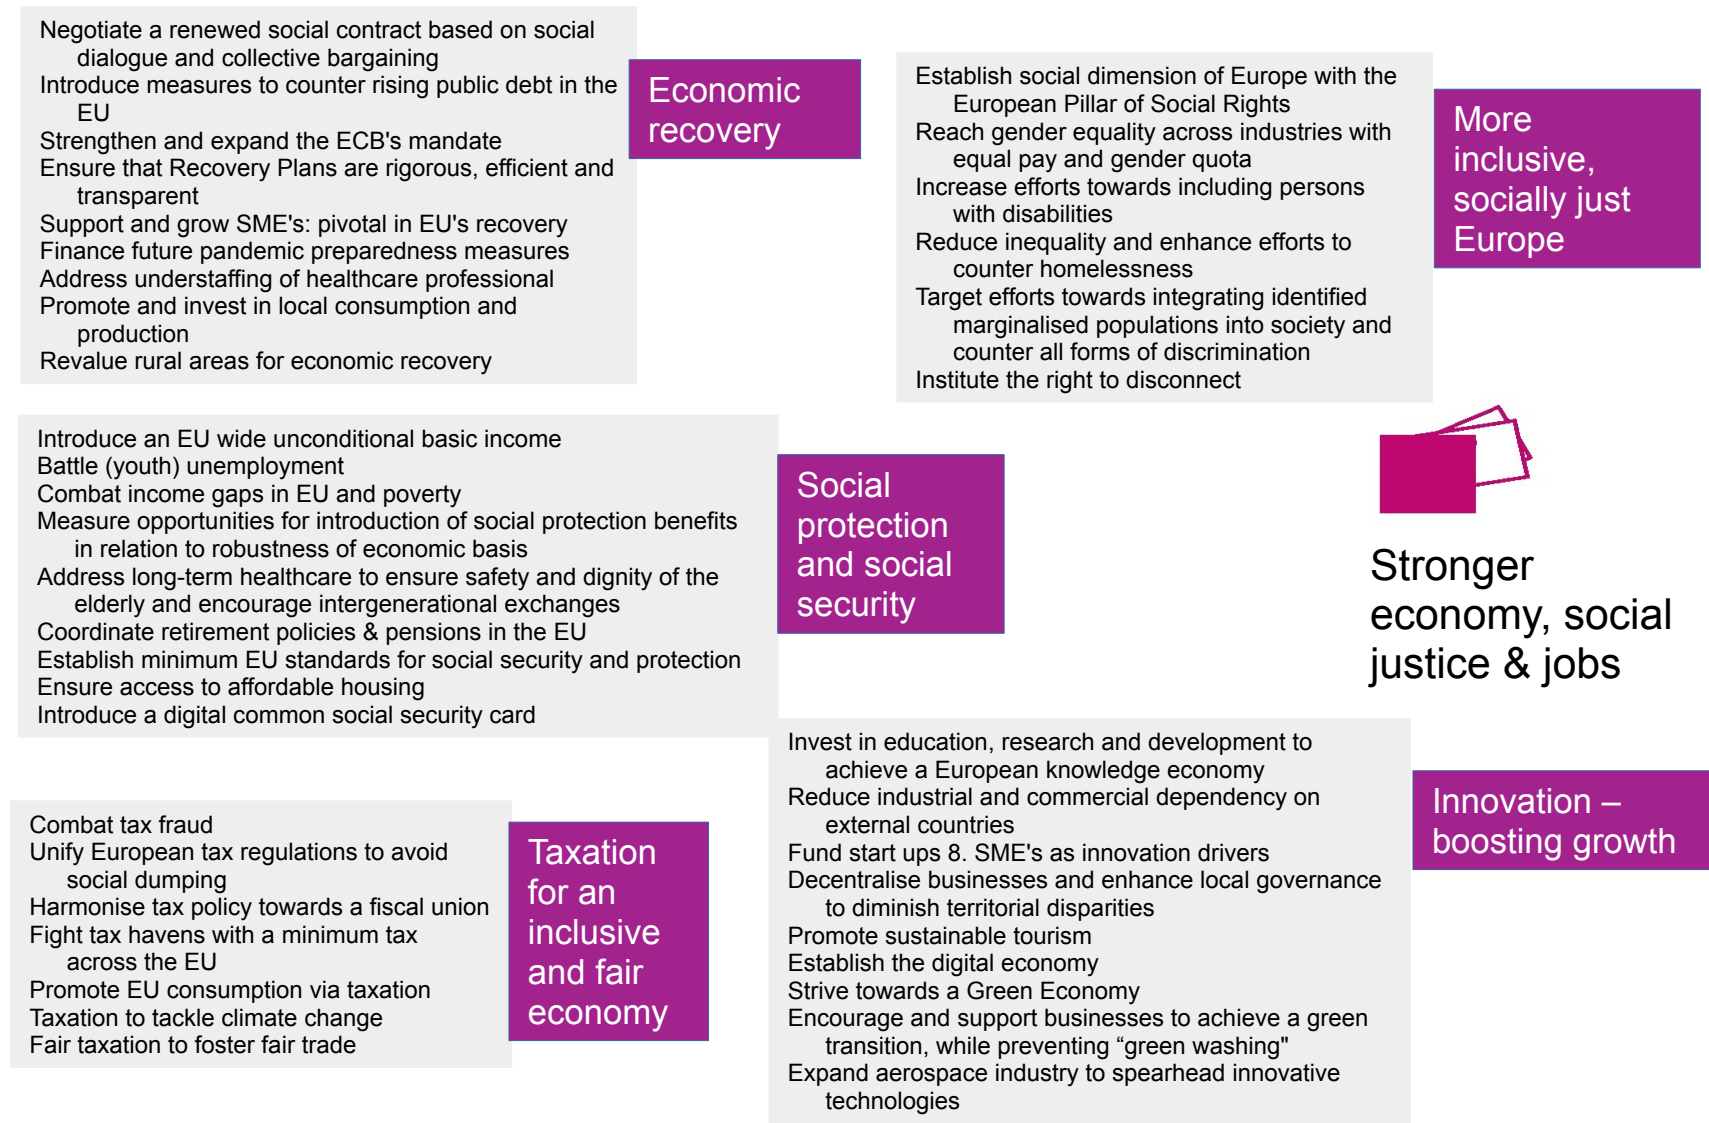 Negotiate a renewed social contract based on social
dialogue and collective bargaining
Introduce measures to counter rising public debt in the
EU
Strengthen and expand the ECB's mandate
Ensure that Recovery Plans are rigorous, efficient and
transparent
Support and grow SME's: pivotal in EU's recovery
Finance future pandemic preparedness measures
Address understaffing of healthcare professional
Promote and invest in local consumption and
production
Revalue rural areas for economic recovery
Economic
recovery
Establish social dimension of Europe with the
European Pillar of Social Rights
Reach gender equality across industries with
equal pay and gender quota
Increase efforts towards including persons
with disabilities
Reduce inequality and enhance efforts to
counter homelessness
Target efforts towards integrating identified
marginalised populations into society and
counter all forms of discrimination
Institute the right to disconnect
More
inclusive,
socially just
Europe
Introduce an EU wide unconditional basic income
Battle (youth) unemployment
Combat income gaps in EU and poverty
Measure opportunities for introduction of social protection benefits
in relation to robustness of economic basis
Address long-term healthcare to ensure safety and dignity of the
elderly and encourage intergenerational exchanges
Coordinate retirement policies & pensions in the EU
Establish minimum EU standards for social security and protection
Ensure access to affordable housing
Introduce a digital common social security card
Social
protection
and social
security
Stronger
economy, social
justice & jobs
Combat tax fraud
Unify European tax regulations to avoid
social dumping
Harmonise tax policy towards a fiscal union
Fight tax havens with a minimum tax
across the EU
Promote EU consumption via taxation
Taxation to tackle climate change
Fair taxation to foster fair trade
Taxation
for an
inclusive
and fair
economy
Invest in education, research and development to
achieve a European knowledge economy
Reduce industrial and commercial dependency on
external countries
Fund start ups 8. SME's as innovation drivers
Decentralise businesses and enhance local governance
to diminish territorial disparities
Promote sustainable tourism
Establish the digital economy
Strive towards a Green Economy
Encourage and support businesses to achieve a green
transition, while preventing “green washing"
Expand aerospace industry to spearhead innovative
technologies
Innovation –
boosting growth